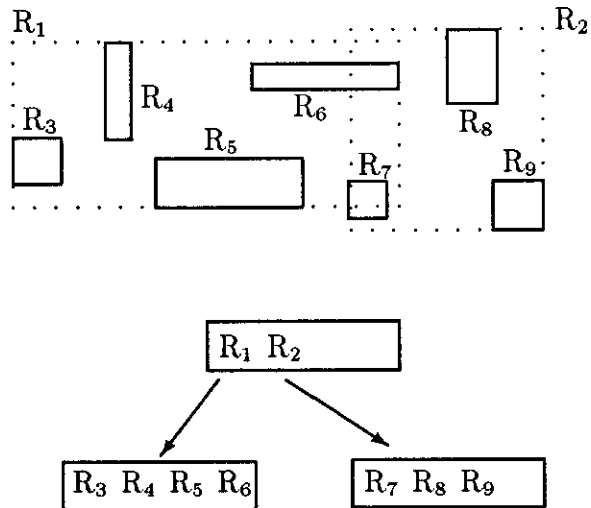 R₁ R₂
R₄ R₆ R₈
R₃ R₅ R₇ R₉
R₁ R₂
R₃ R₄ R₅ R₆ R₇ R₈ R₉